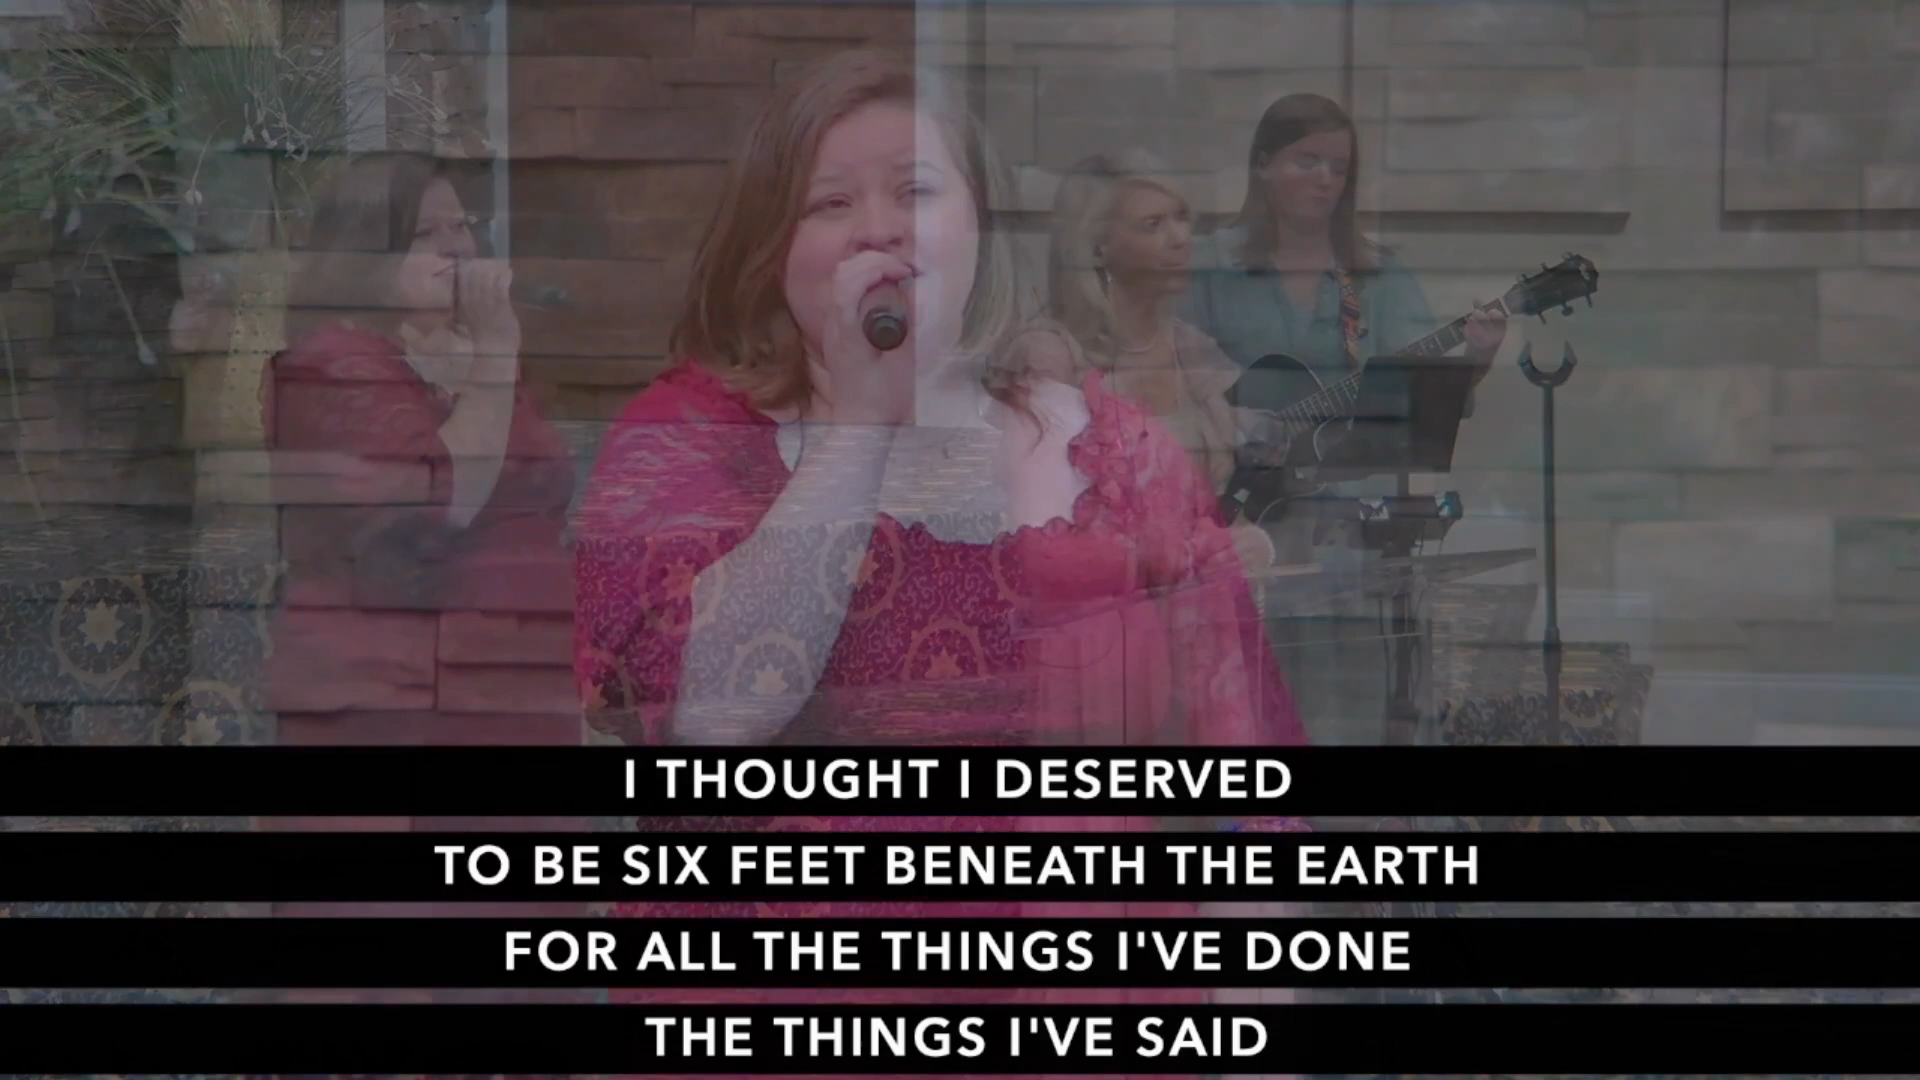 I THOUGHT I DESERVED
TO BE SIX FEET BENEATH THE EARTH
FOR ALL THE THINGS I'VE DONE
THE THINGS I'VE SAID